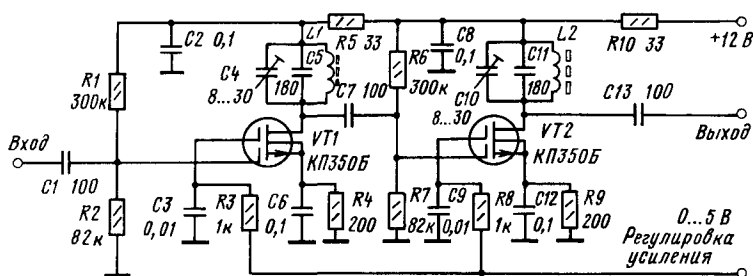 L1
R5 33
C2 0,1
C4
8...30
C5
180
R1
300к
C7 100
R6
300к
C8
0,1
L2
R10 33
+12 В
C10
8...30
C11
180
C13 100
Вход
C1 100
VT1
КП350Б
VT2
КП350Б
Выход
R2
82к
C3
0,01
R3
1к
C6
0,1
R4
200
R7
82к
C9
0,01
R8
1к
C12
0,1
R9
200
0...5 В
Регулировка
усиления